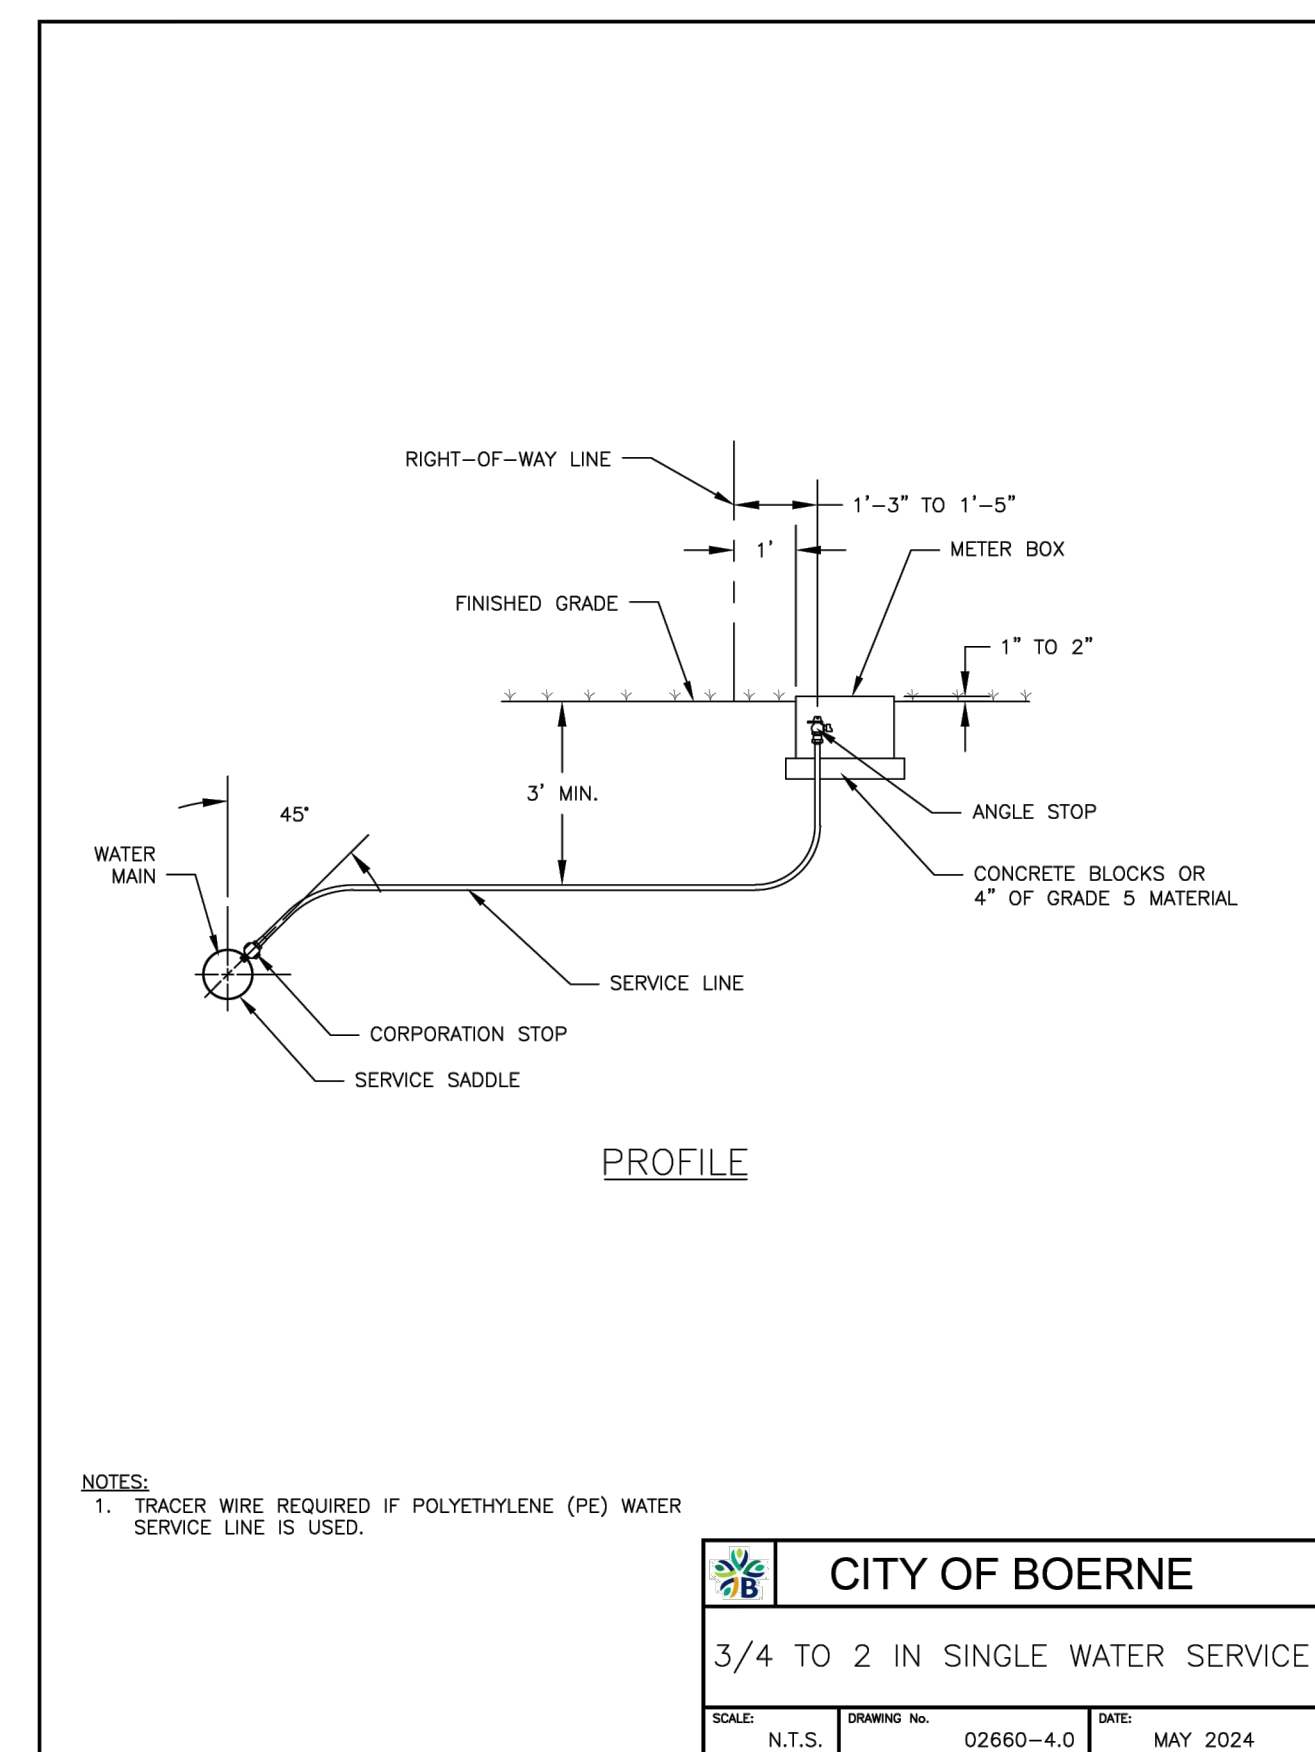 RIGHT-OF-WAY LINE
1'-3" TO 1'-5"
1'
METER BOX
FINISHED GRADE
1" TO 2"
3' MIN.
45°
ANGLE STOP
WATER
MAIN
CONCRETE BLOCKS OR
4" OF GRADE 5 MATERIAL
SERVICE LINE
CORPORATION STOP
SERVICE SADDLE
PROFILE
NOTES:
1. TRACER WIRE REQUIRED IF POLYETHYLENE (PE) WATER
SERVICE LINE IS USED.
B
CITY OF BOERNE
3/4 TO 2 IN SINGLE WATER SERVICE
SCALE:
N.T.S.
DRAWING No.
02660-4.0
DATE:
MAY 2024